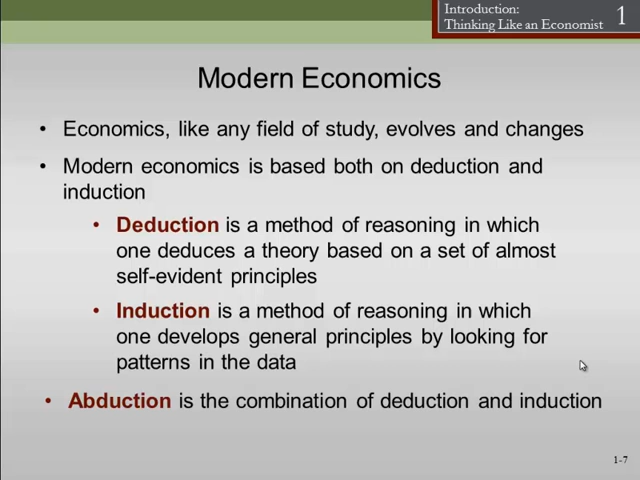 Introduction:
Thinking Like an Economist 1
Modern Economics
• Economics, like any field of study, evolves and changes
• Modern economics is based both on deduction and
induction
• Deduction is a method of reasoning in which
one deduces a theory based on a set of almost
self-evident principles
• Induction is a method of reasoning in which
one develops general principles by looking for
patterns in the data
• Abduction is the combination of deduction and induction
1-7